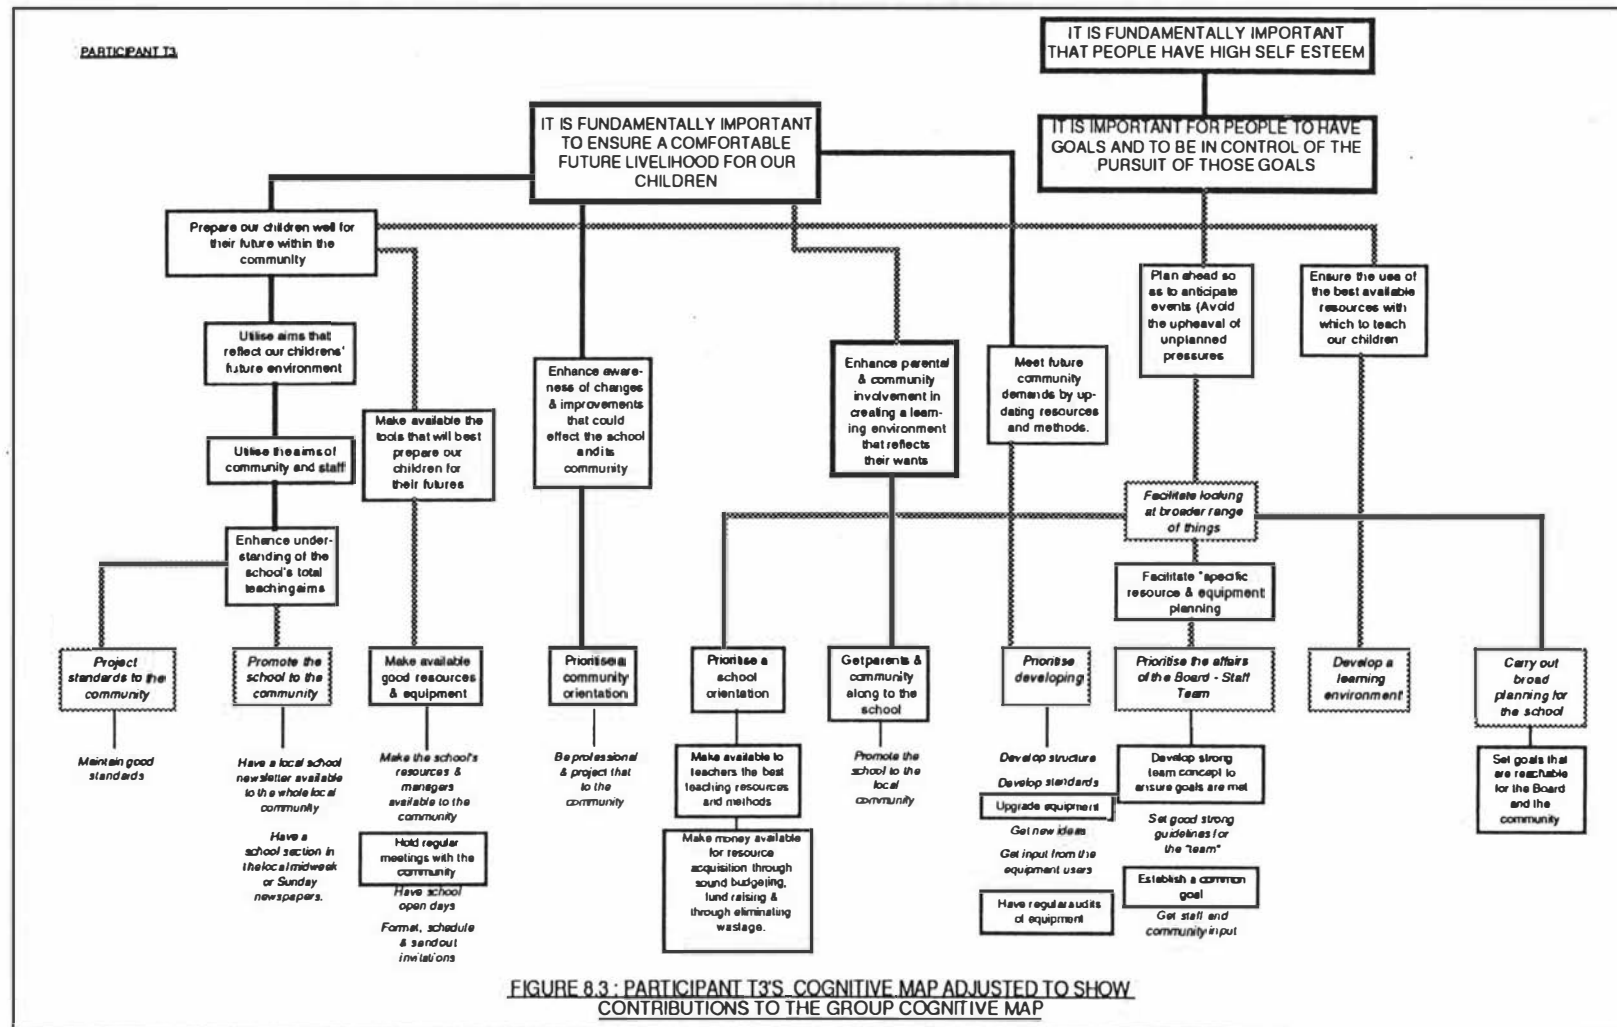 PARTICIPANT T3
IT IS FUNDAMENTALLY IMPORTANT
THAT PEOPLE HAVE HIGH SELF ESTEEM
IT IS FUNDAMENTALLY IMPORTANT
TO ENSURE A COMFORTABLE
FUTURE LIVELIHOOD FOR OUR
CHILDREN
IT IS IMPORTANT FOR PEOPLE TO HAVE
GOALS AND TO BE IN CONTROL OF THE
PURSUIT OF THOSE GOALS
Prepare our children well for
their future within the
community
Plan ahead so
as to anticipate
events (Avoid
the upheaval of
unplanned
pressures
Ensure the use of
the best available
resources with
which to teach
our children
Utilise aims that
reflect our childrens'
future environment
Enhance aware-
ness of changes
& improvements
that could
effect the school
and its
community
Enhance parental
& community
involvement in
creating a learn-
ing environment
that reflects
their wants
Meet future
community
demands by up-
dating resources
and methods.
Make available the
tools that will best
prepare our
children for
their futures
Utilise the aims of
community and staff
Facilitate looking
at broader range
of things
Enhance under-
standing of the
school's total
teaching aims
Facilitate "specific
resource & equipment
planning
Project
standards to the
community
Promote the
school to the
community
Make available
good resources
& equipment
Prioritise a
community
orientation
Prioritise a
school
orientation
Get parents &
community
along to the
school
Prioritise
developing
Prioritise the affairs
of the Board - Staff
Team
Develop a
learning
environment
Carry out
broad
planning for
the school
Maintain good
standards
Have a local school
newsletter available
to the whole local
community
Have a
school section in
the local midweek
or Sunday
newspapers.
Make the school's
resources &
managers
available to the
community
Hold regular
meetings with the
community
Have school
open days
Format, schedule
& send out
invitations
Be professional
& project that
to the
community
Make available to
teachers the best
teaching resources
and methods
Make money available
for resource
acquisition through
sound budgeting,
fund raising &
through eliminating
wastage.
Promote the
school to the
local
community
Develop structure
Develop standards
Upgrade equipment
Get new ideas
Get input from the
equipment users
Have regular audits
of equipment
Develop strong
team concept to
ensure goals are met
Set good strong
guidelines for
the "team"
Establish a common
goal
Get staff and
community input
Set goals that
are reachable
for the Board
and the
community
FIGURE 8.3 : PARTICIPANT T3'S COGNITIVE MAP ADJUSTED TO SHOW
CONTRIBUTIONS TO THE GROUP COGNITIVE MAP